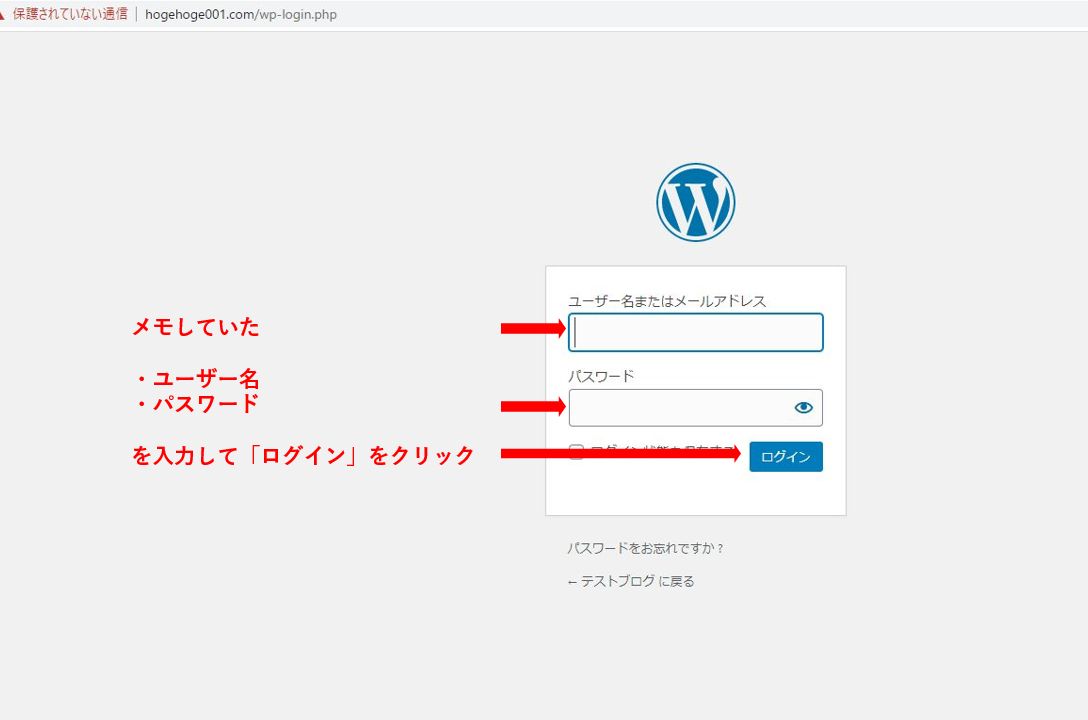 保護されていない通信 | hogehoge001.com/wp-login.php
ユーザー名またはメールアドレス
メモしていた
・ユーザー名
パスワード
・パスワード
を入力して「ログイン」をクリック
ログイン
パスワードをお忘れですか ?
← テストブログ に戻る